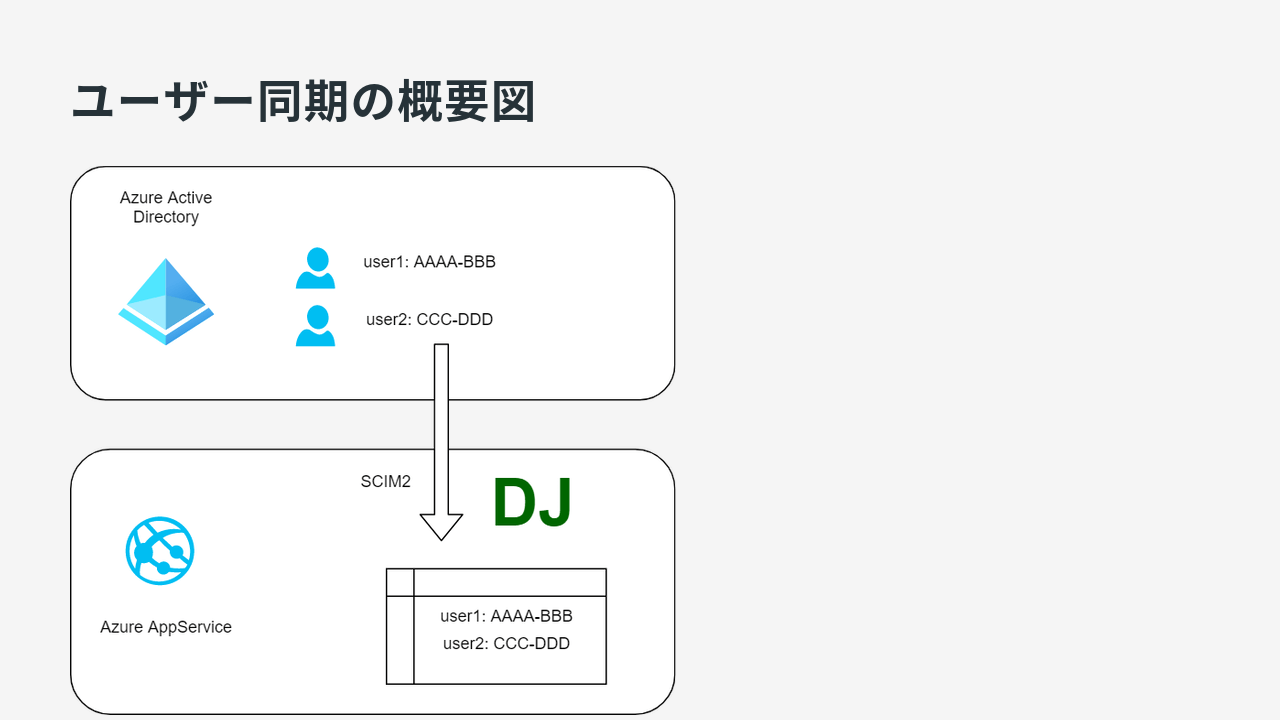 ユーザー同期の概要図
Azure Active
Directory
user1: AAAA-BBB
user2: CCC-DDD
SCIM2
DJ
Azure AppService
user1: AAAA-BBB
user2: CCC-DDD